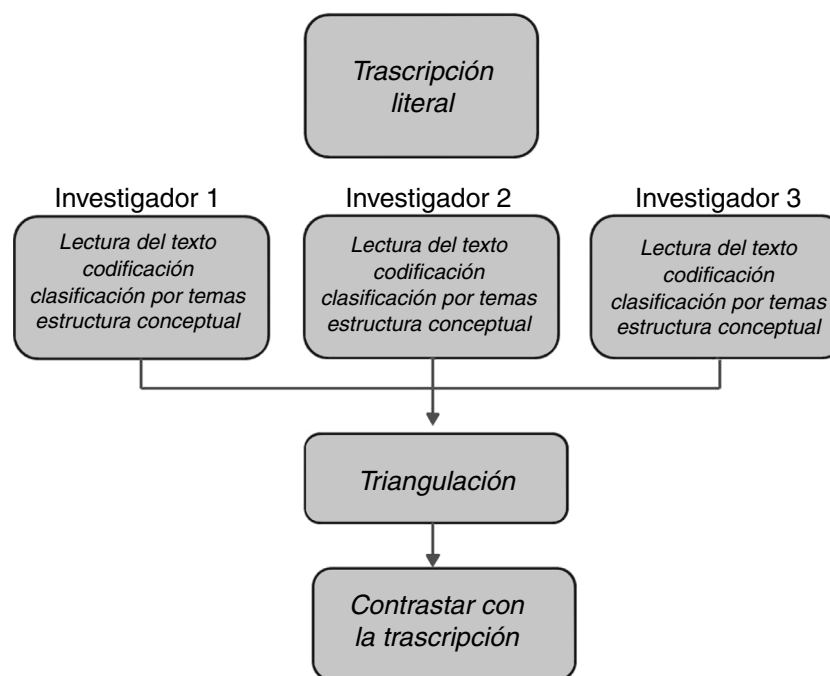 Trascripción
literal
Investigador 1
Lectura del texto
codificación
clasificación por temas
estructura conceptual
Investigador 2
Lectura del texto
codificación
clasificación por temas
estructura conceptual
Investigador 3
Lectura del texto
codificación
clasificación por temas
estructura conceptual
Triangulación
Contrastar con
la trascripción